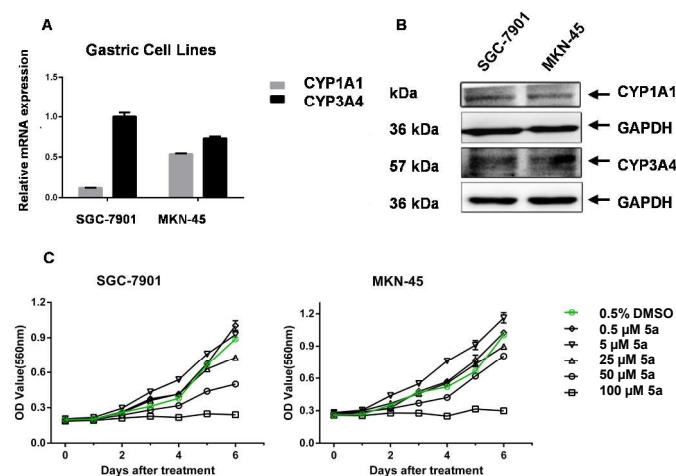 A
Gastric Cell Lines
Relative mRNA expression
1.5
1.0
0.5
0.0
SGC-7901
MKN-45
CYP1A1
CYP3A4
B
SGC-7901
MKN-45
kDa
CYP1A1
36 kDa
GAPDH
57 kDa
CYP3A4
36 kDa
GAPDH
C
SGC-7901
OD Value(560nm)
1.2
0.9
0.6
0.3
0.0
0 2 4 6
Days after treatment
MKN-45
OD Value(560nm)
1.2
0.9
0.6
0.3
0.0
0 2 4 6
Days after treatment
0.5% DMSO
0.5 μM 5a
5 μM 5a
25 μM 5a
50 μM 5a
100 μM 5a